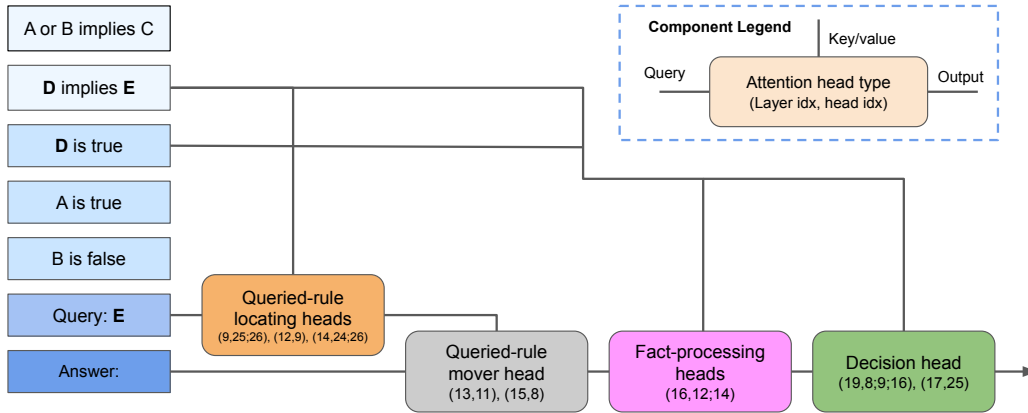 A or B implies C
D implies E
D is true
A is true
B is false
Query: E
Answer:
Component Legend
Key/value
Query
Output
Attention head type
(Layer idx, head idx)
Queried-rule
locating heads
(9,25;26), (12,9), (14,24;26)
Queried-rule
mover head
(13,11), (15,8)
Fact-processing
heads
(16,12;14)
Decision head
(19,8;9;16), (17,25)